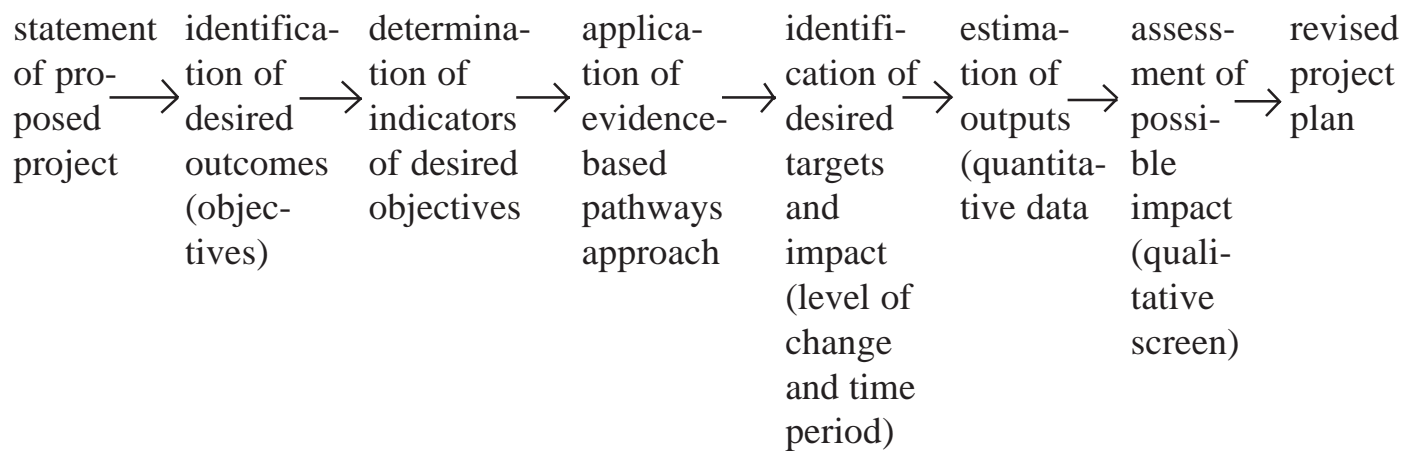 statement
of pro-
posed
project
identifica-
tion of
desired
outcomes
(objec-
tives)
determina-
tion of
indicators
of desired
objectives
applica-
tion of
evidence-
based
pathways
approach
identifi-
cation of
desired
targets
and
impact
(level of
change
and time
period)
estima-
tion of
outputs
(quantita-
tive data
assess-
ment of
possi-
ble
impact
(quali-
tative
screen)
revised
project
plan